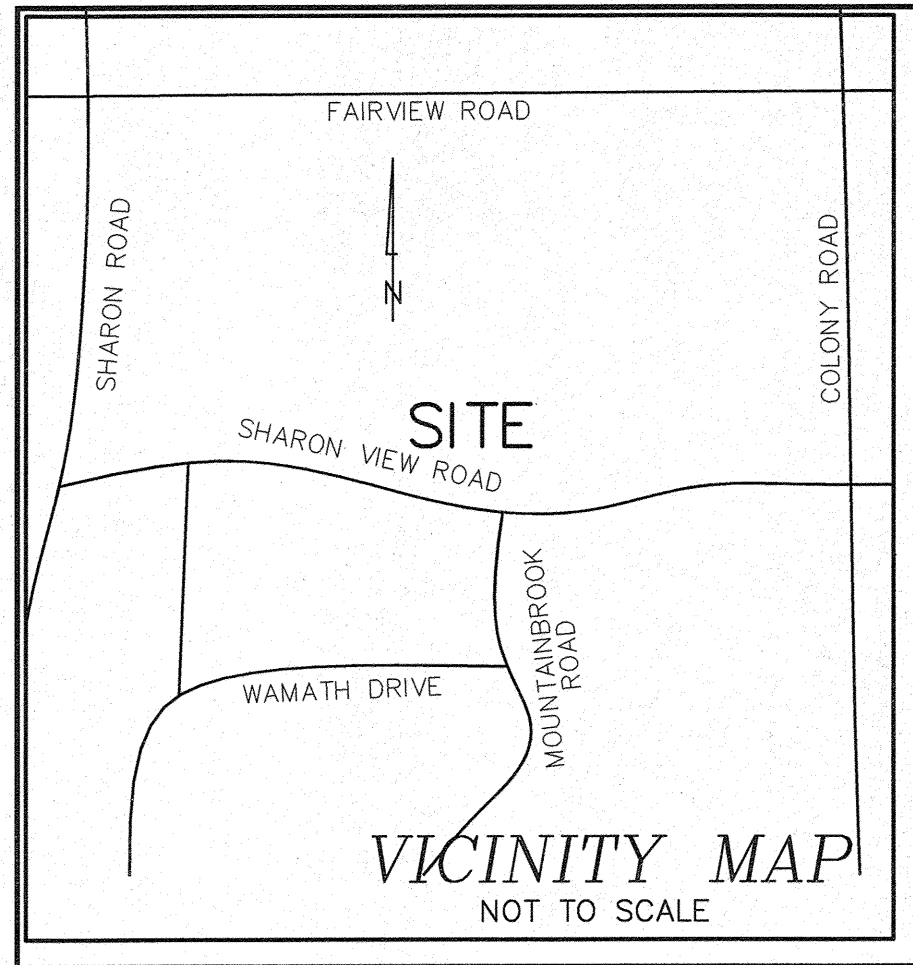 FAIRVIEW ROAD
SHARON ROAD
COLONY ROAD
N
SITE
SHARON VIEW ROAD
MOUNTAINBROOK
ROAD
WAMATH DRIVE
VICINITY MAP
NOT TO SCALE